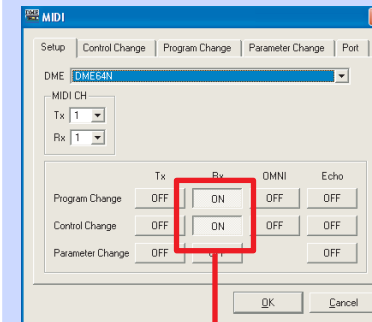 MIDI
Setup Control Change Program Change Parameter Change Port
DME DME64N
MIDI CH
Tx 1
Rx 1
Tx Rx OMNI Echo
Program Change OFF ON OFF OFF
Control Change OFF ON OFF OFF
Parameter Change OFF OFF OFF
OK Cancel